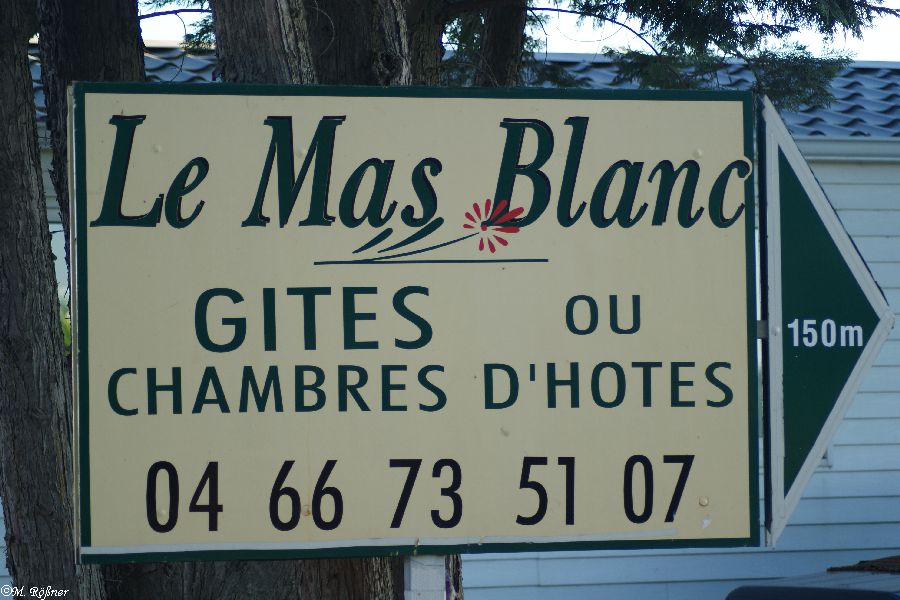 Le Mas Blanc
GITES OU
CHAMBRES D'HOTES
04 66 73 51 07
150m
©M. Rößner